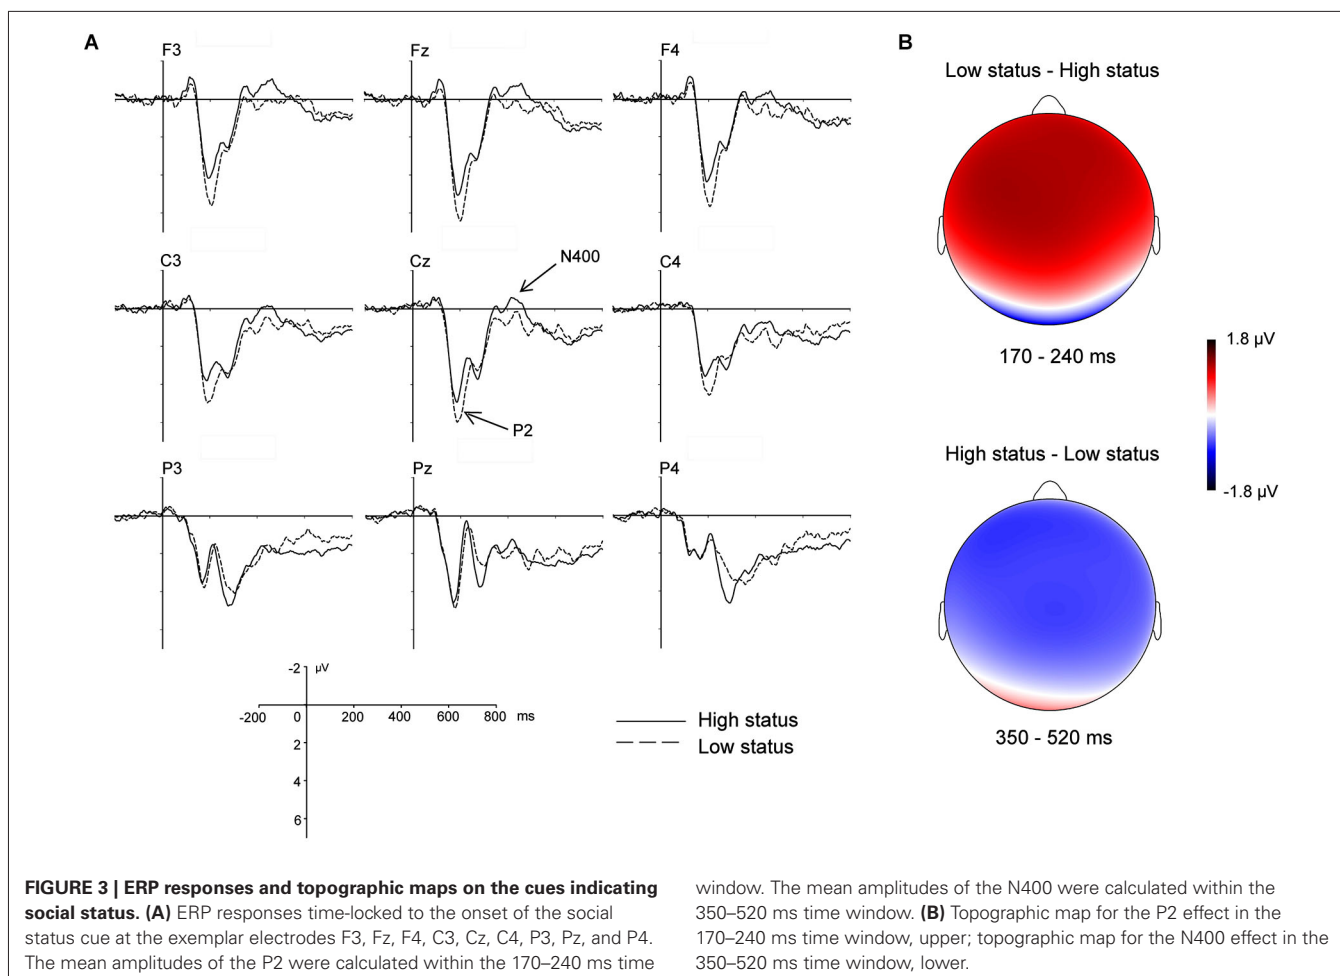 A
F3
Fz
F4
C3
Cz
N400
C4
P2
P3
Pz
P4
-2
µV
-200
0
200
400
600
800
ms
2
4
6
High status
Low status
B
Low status - High status
170 - 240 ms
1.8 µV
-1.8 µV
High status - Low status
350 - 520 ms
FIGURE 3 | ERP responses and topographic maps on the cues indicating
social status. (A) ERP responses time-locked to the onset of the social
status cue at the exemplar electrodes F3, Fz, F4, C3, Cz, C4, P3, Pz, and P4.
The mean amplitudes of the P2 were calculated within the 170–240 ms time
window. The mean amplitudes of the N400 were calculated within the
350–520 ms time window. (B) Topographic map for the P2 effect in the
170–240 ms time window, upper; topographic map for the N400 effect in the
350–520 ms time window, lower.